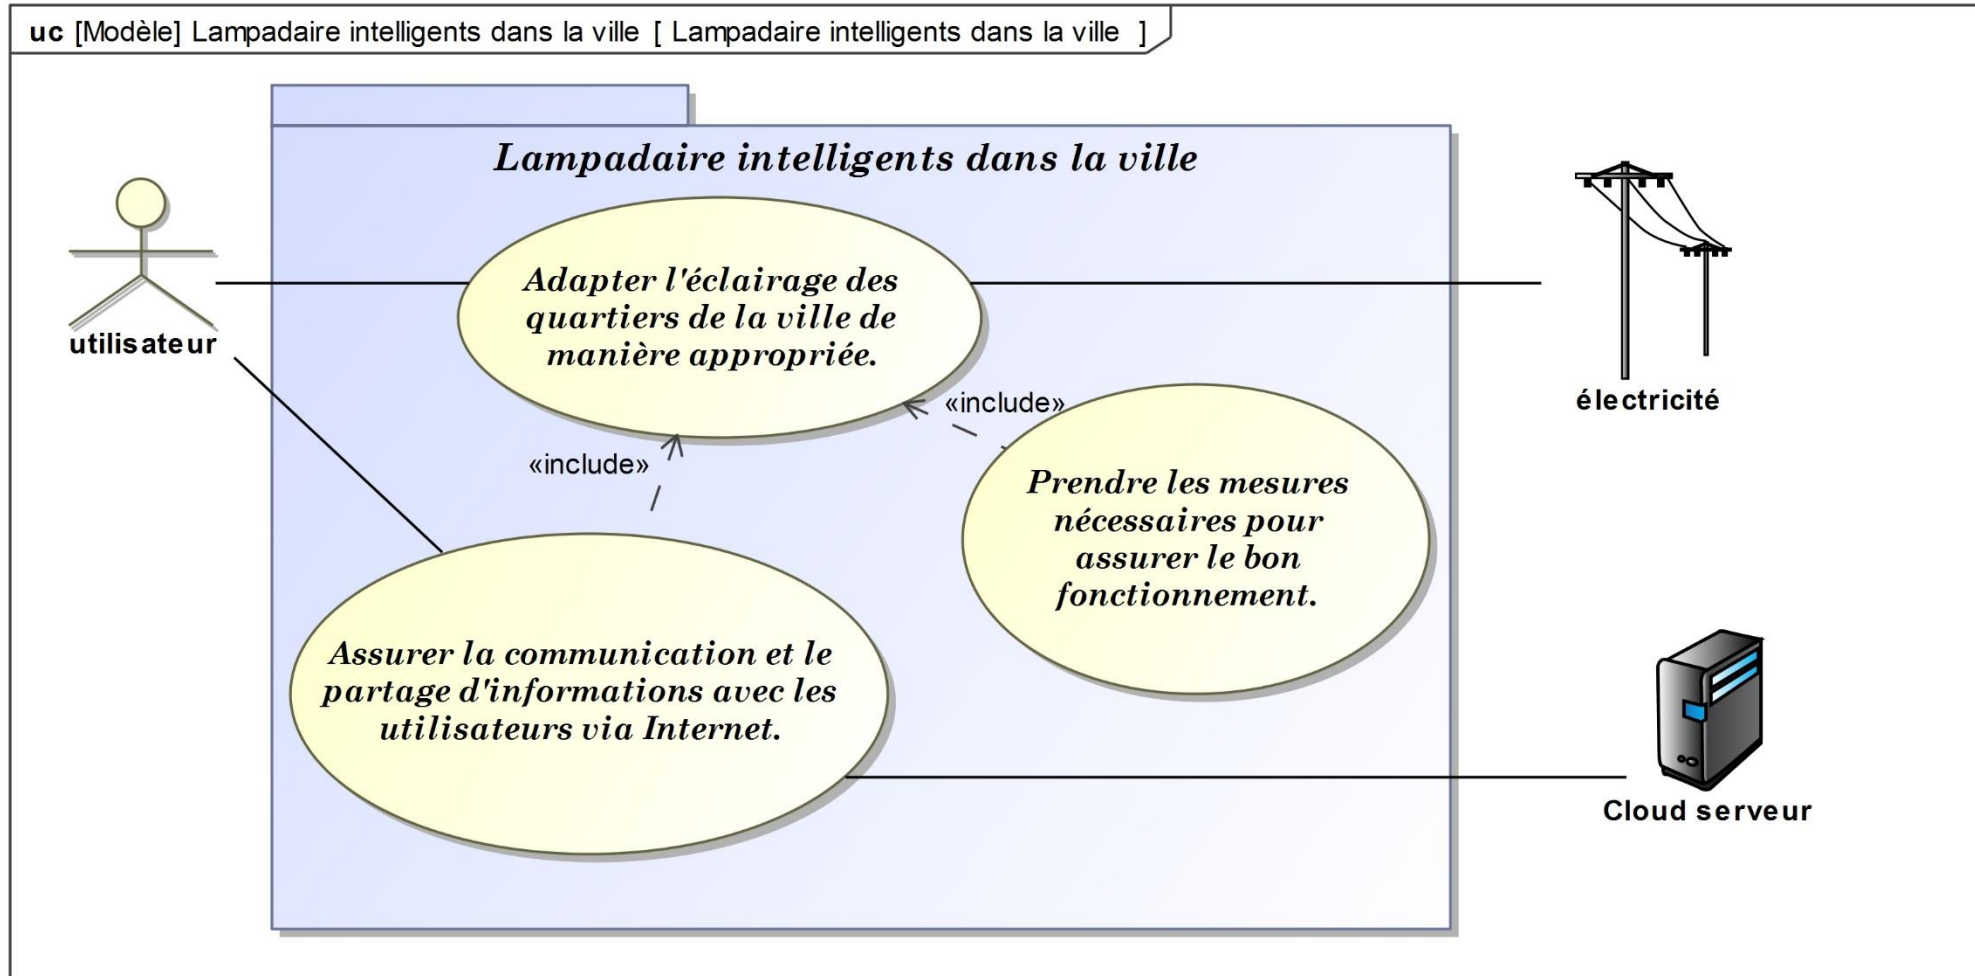 uc [Modèle] Lampadaire intelligents dans la ville [ Lampadaire intelligents dans la ville ]
Lampadaire intelligents dans la ville
utilisateur
Adapter l'éclairage des
quartiers de la ville de
manière appropriée.
électricité
«include»
«include»
Prendre les mesures
nécessaires pour
assurer le bon
fonctionnement.
Assurer la communication et le
partage d'informations avec les
utilisateurs via Internet.
Cloud serveur